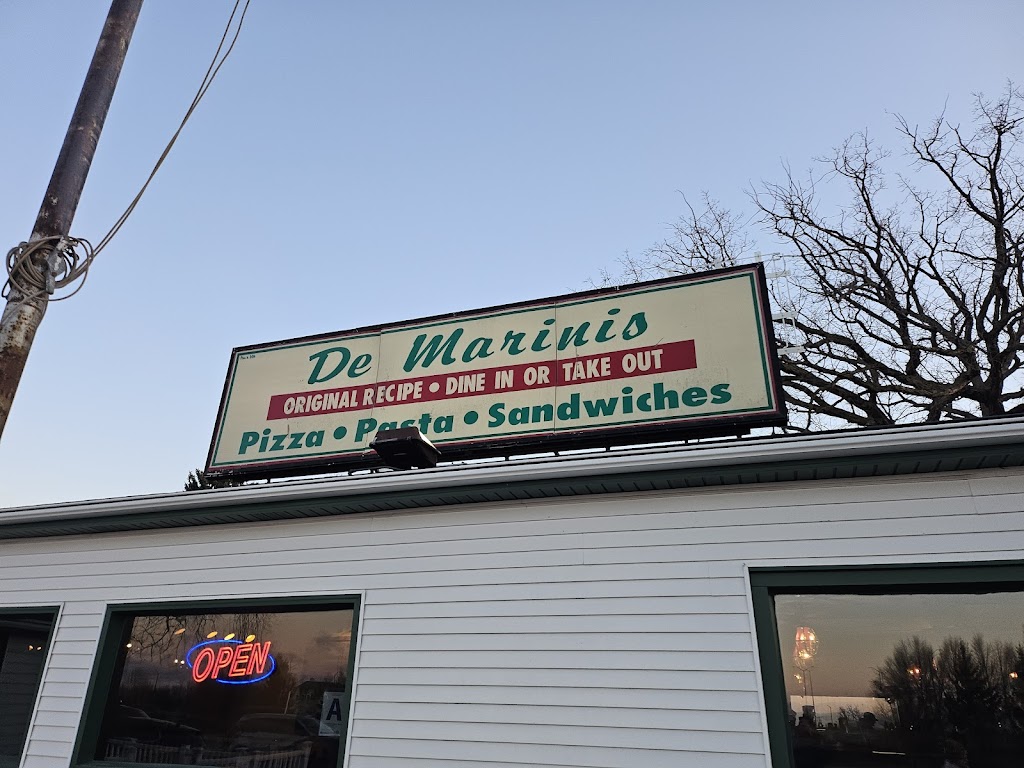 De Marinis
ORIGINAL RECIPE • DINE IN OR TAKE OUT
Pizza • Pasta • Sandwiches
OPEN
A